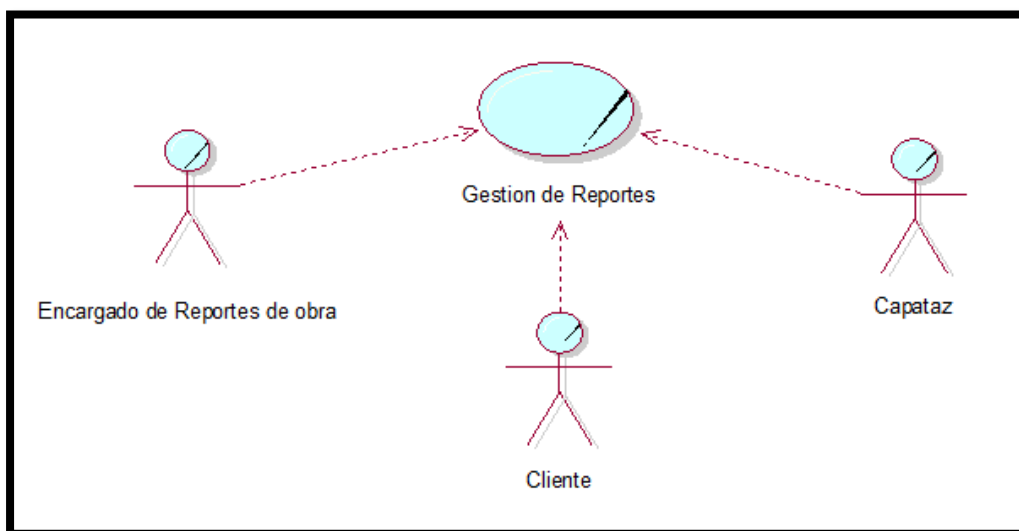 Gestion de Reportes
Encargado de Reportes de obra
Capataz
Cliente